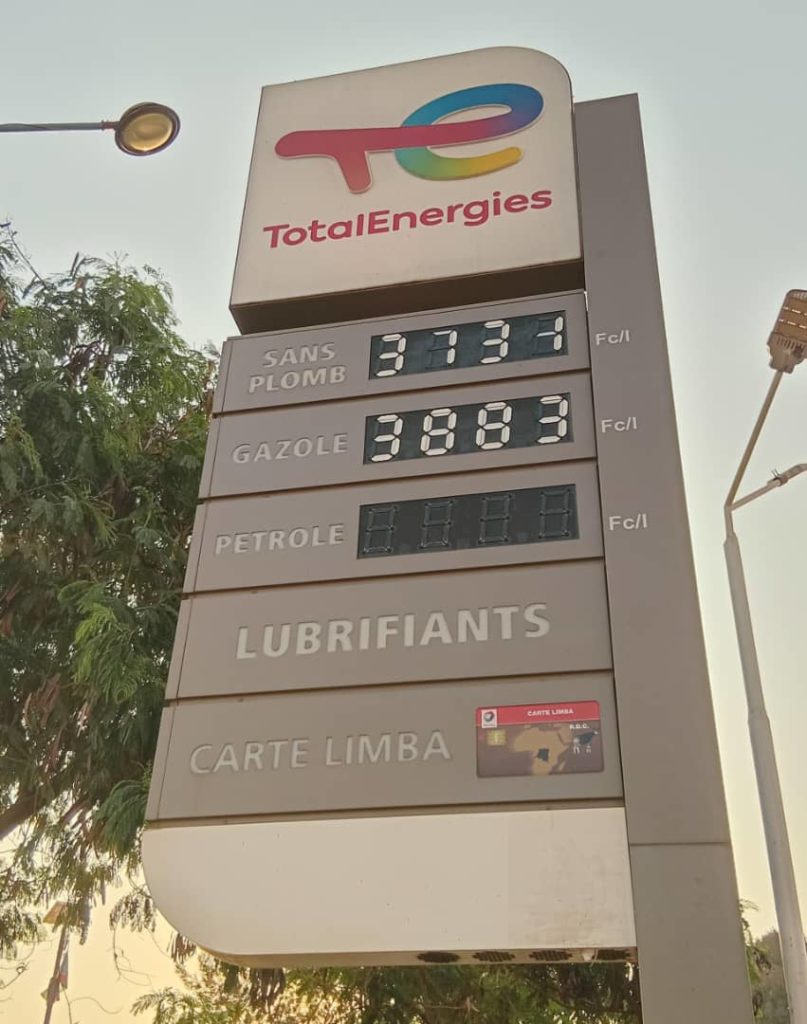 TotalEnergies
SANS PLOMB 3731 Fc/l
GAZOLE 3883 Fc/l
PETROLE Fc/l
LUBRIFIANTS
CARTE LIMBA
CARTE LIMBA
R.D.C.